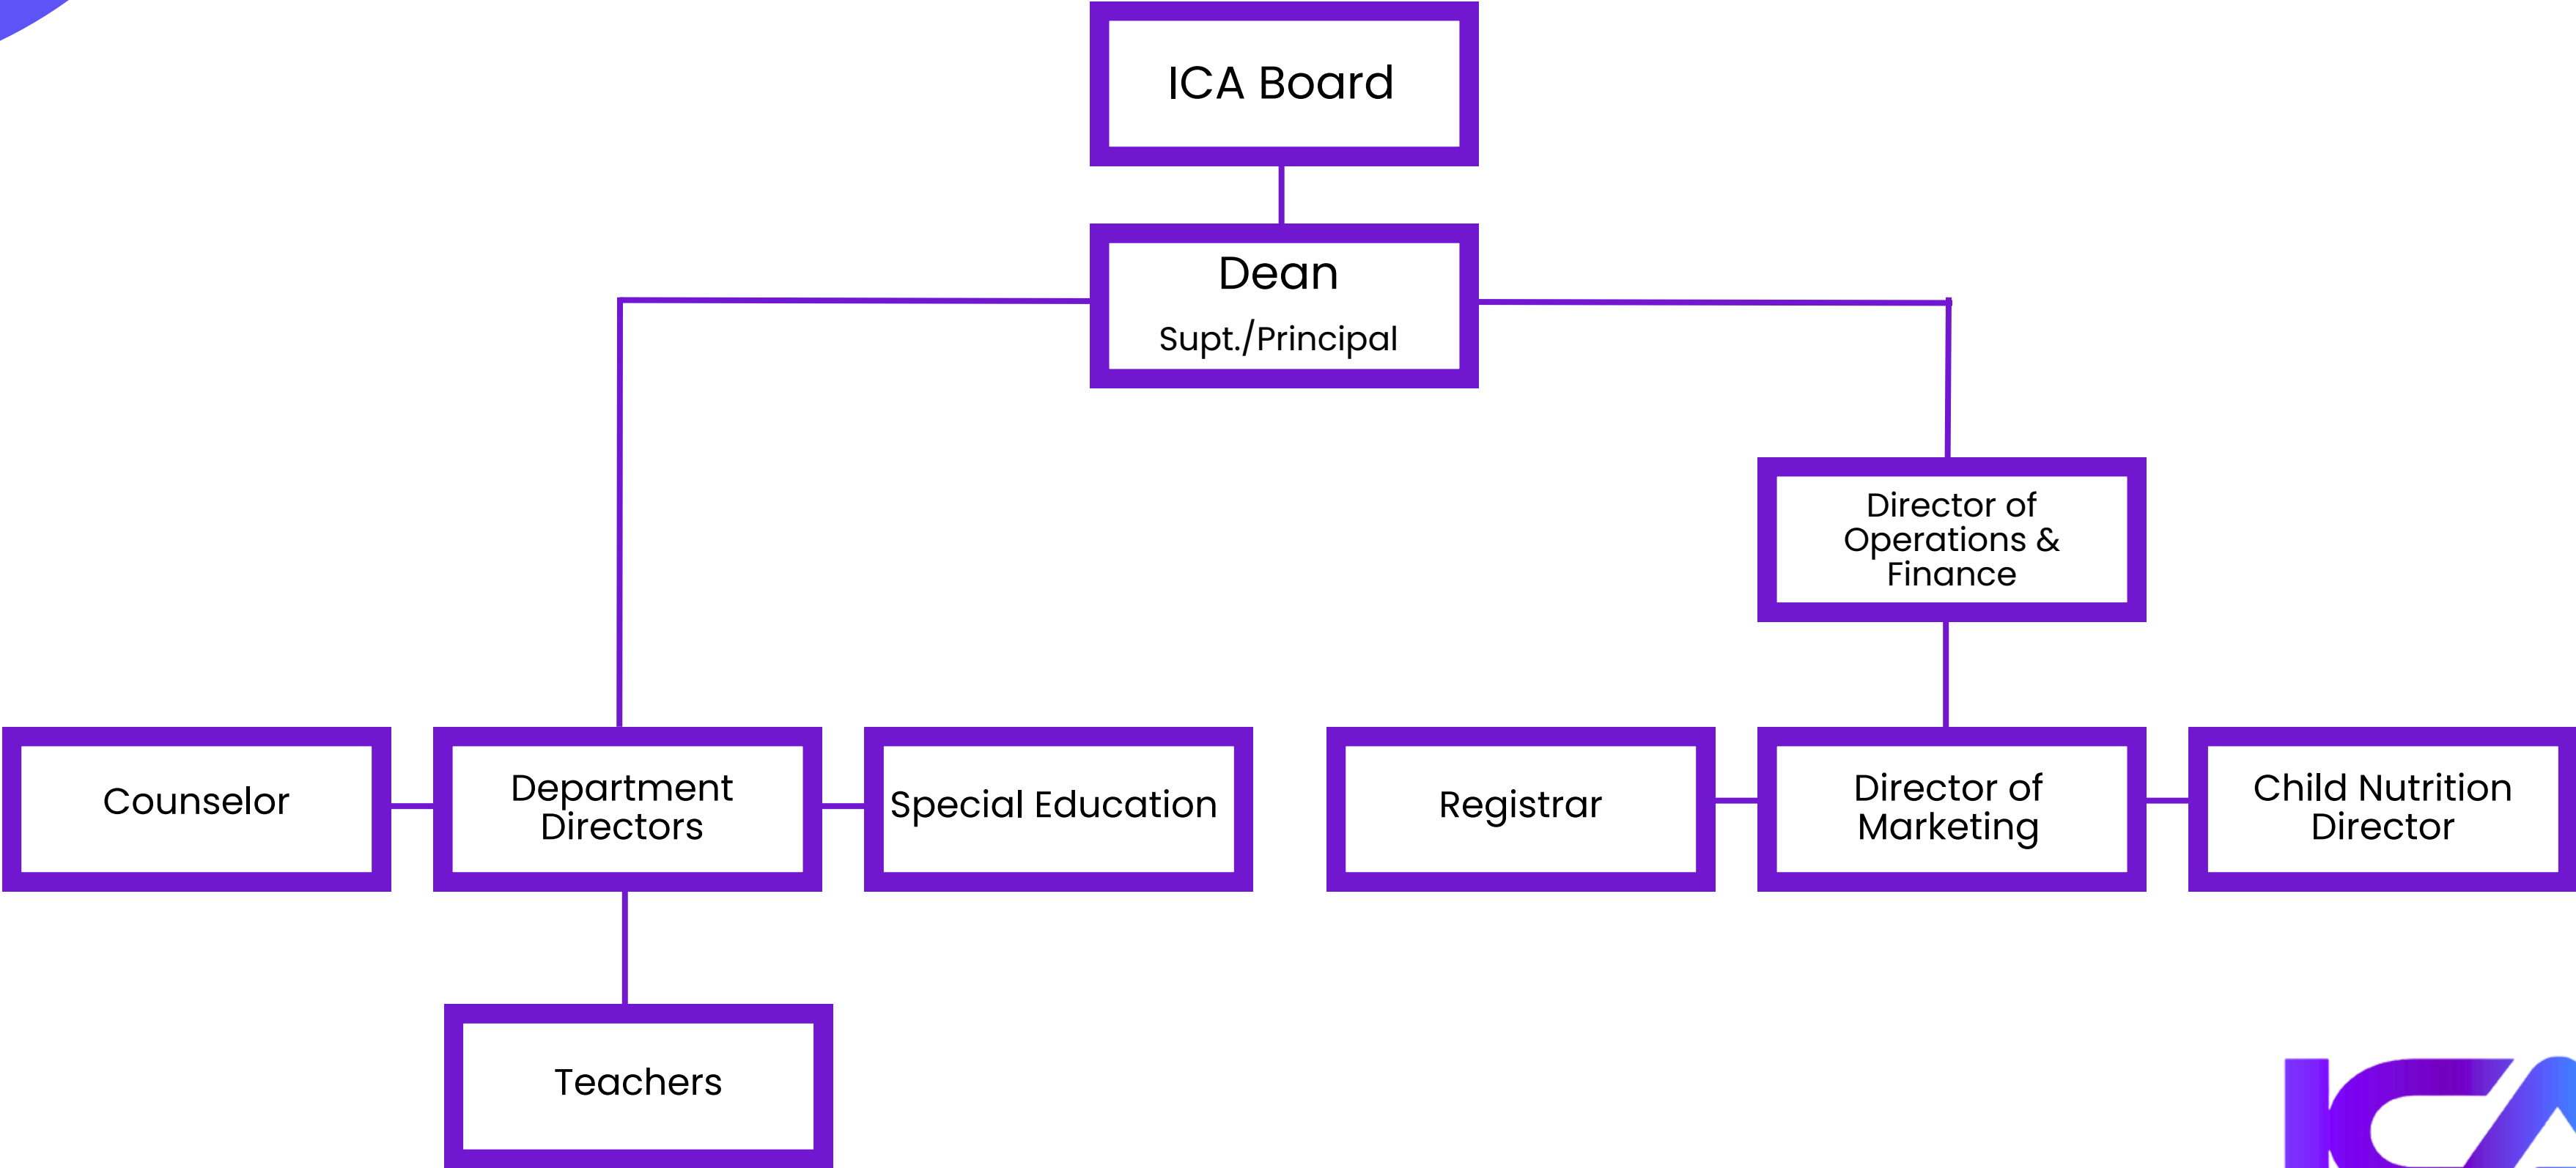 ICA Board
Dean
Supt./Principal
Director of
Operations &
Finance
Counselor
Department
Directors
Special Education
Registrar
Director of
Marketing
Child Nutrition
Director
Teachers
ICA